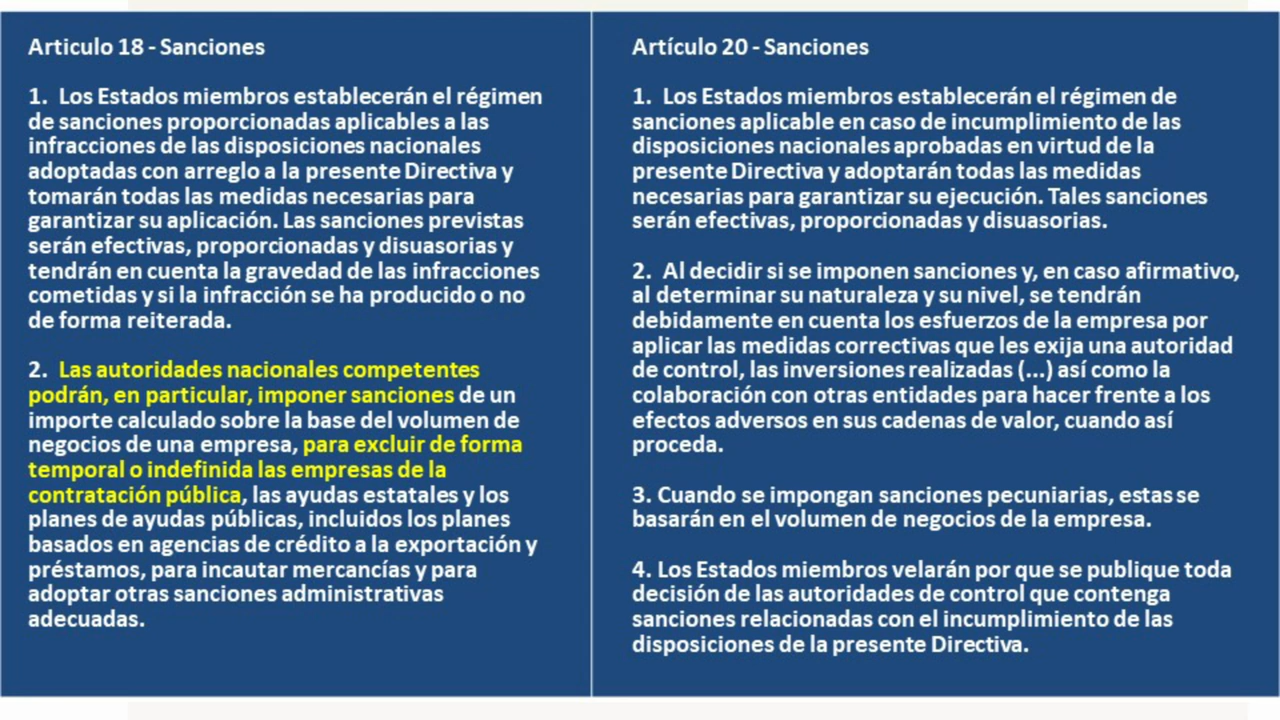 Articulo 18 - Sanciones
1. Los Estados miembros establecerán el régimen
de sanciones proporcionadas aplicables a las
infracciones de las disposiciones nacionales
adoptadas con arreglo a la presente Directiva y
tomarán todas las medidas necesarias para
garantizar su aplicación. Las sanciones previstas
serán efectivas, proporcionadas y disuasorias y
tendrán en cuenta la gravedad de las infracciones
cometidas y si la infracción se ha producido o no
de forma reiterada.
2. Las autoridades nacionales competentes
podrán, en particular, imponer sanciones de un
importe calculado sobre la base del volumen de
negocios de una empresa, para excluir de forma
temporal o indefinida las empresas de la
contratación pública, las ayudas estatales y los
planes de ayudas públicas, incluidos los planes
basados en agencias de crédito a la exportación y
préstamos, para incautar mercancías y para
adoptar otras sanciones administrativas
adecuadas.
Artículo 20 - Sanciones
1. Los Estados miembros establecerán el régimen de
sanciones aplicable en caso de incumplimiento de las
disposiciones nacionales aprobadas en virtud de la
presente Directiva y adoptarán todas las medidas
necesarias para garantizar su ejecución. Tales sanciones
serán efectivas, proporcionadas y disuasorias.
2. Al decidir si se imponen sanciones y, en caso afirmativo,
al determinar su naturaleza y su nivel, se tendrán
debidamente en cuenta los esfuerzos de la empresa por
aplicar las medidas correctivas que les exija una autoridad
de control, las inversiones realizadas (...) así como la
colaboración con otras entidades para hacer frente a los
efectos adversos en sus cadenas de valor, cuando así
proceda.
3. Cuando se impongan sanciones pecuniarias, estas se
basarán en el volumen de negocios de la empresa.
4. Los Estados miembros velarán por que se publique toda
decisión de las autoridades de control que contenga
sanciones relacionadas con el incumplimiento de las
disposiciones de la presente Directiva.